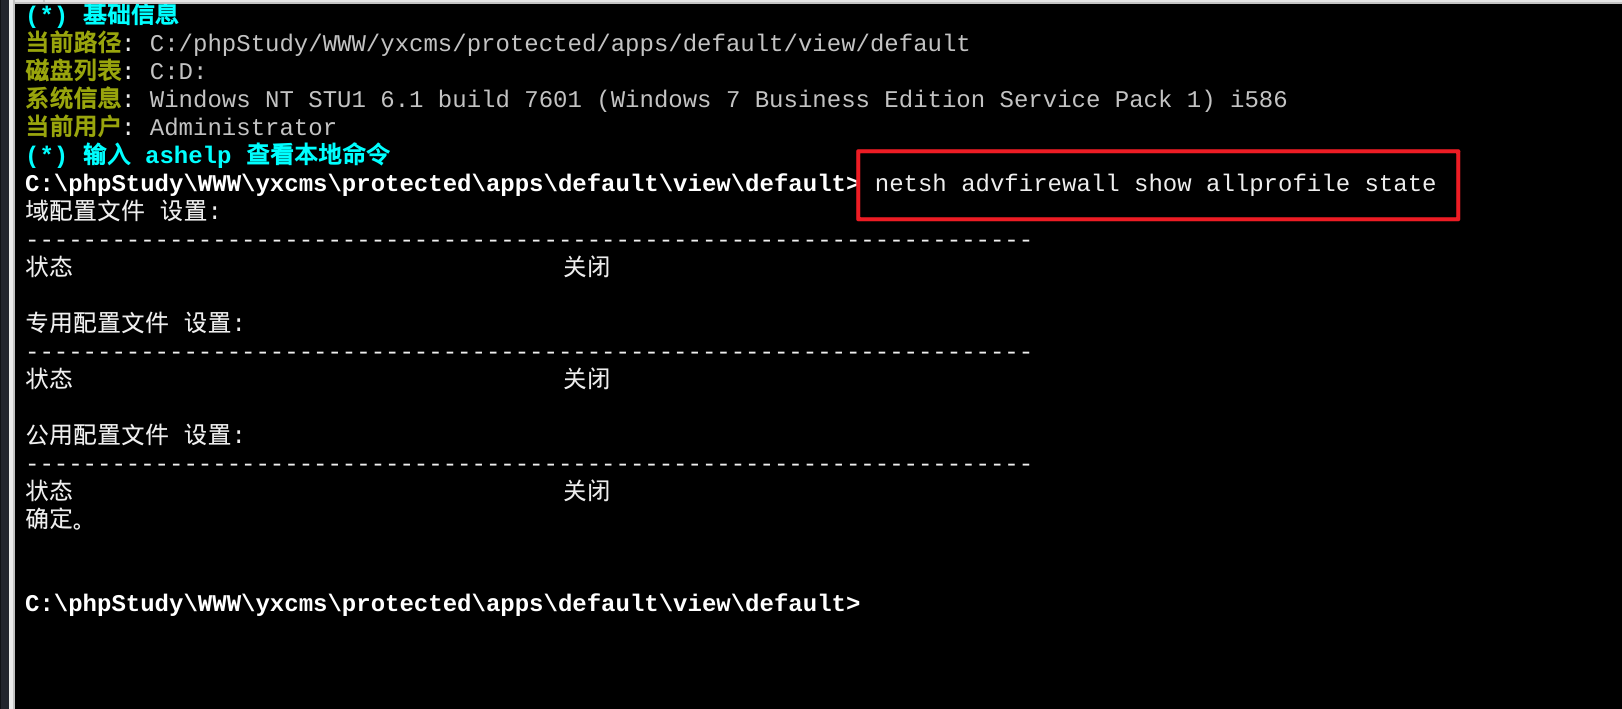 (*) 基础信息
当前路径: C:/phpStudy/WWW/yxcms/protected/apps/default/view/default
磁盘列表: C:D:
系统信息: Windows NT STU1 6.1 build 7601 (Windows 7 Business Edition Service Pack 1) i586
当前用户: Administrator
(*) 输入 ashelp 查看本地命令
C:\phpStudy\WWW\yxcms\protected\apps\default\view\default> netsh advfirewall show allprofile state
域配置文件 设置:
----------------------------------------------------------------------
状态 关闭
专用配置文件 设置:
----------------------------------------------------------------------
状态 关闭
公用配置文件 设置:
----------------------------------------------------------------------
状态 关闭
确定。
C:\phpStudy\WWW\yxcms\protected\apps\default\view\default>